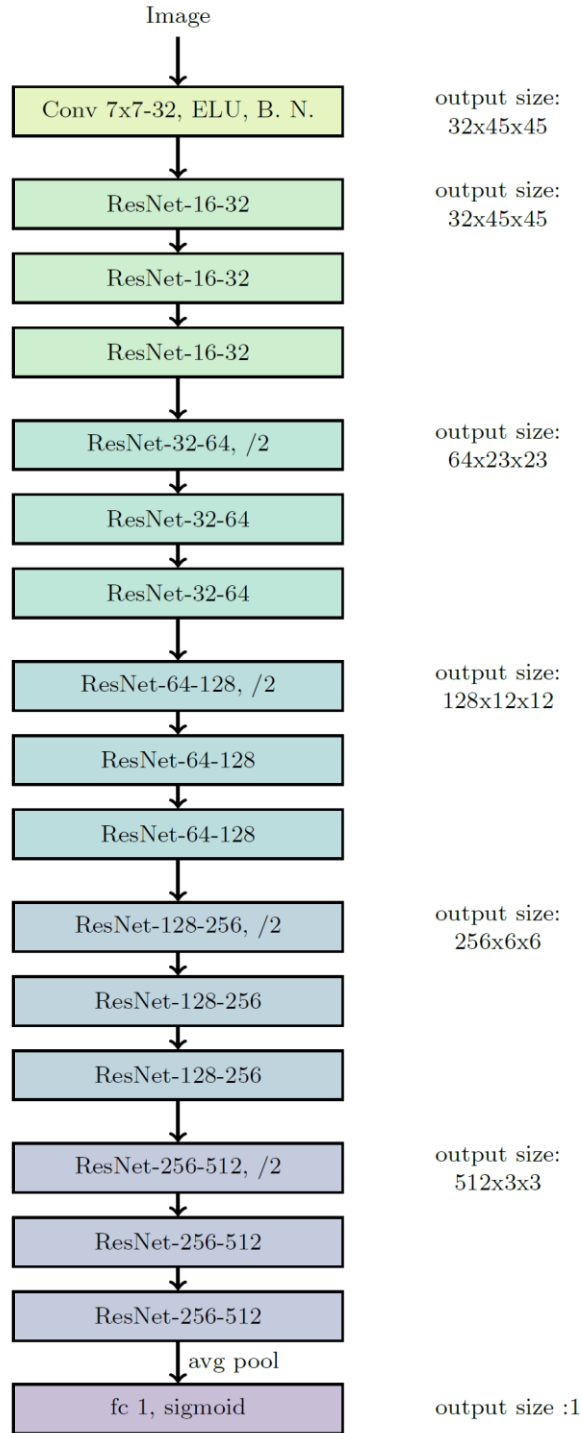 Image
Conv 7x7-32, ELU, B. N.
output size:
32x45x45
ResNet-16-32
output size:
32x45x45
ResNet-16-32
ResNet-16-32
ResNet-32-64, /2
output size:
64x23x23
ResNet-32-64
ResNet-32-64
ResNet-64-128, /2
output size:
128x12x12
ResNet-64-128
ResNet-64-128
ResNet-128-256, /2
output size:
256x6x6
ResNet-128-256
ResNet-128-256
ResNet-256-512, /2
output size:
512x3x3
ResNet-256-512
ResNet-256-512
avg pool
fc 1, sigmoid
output size :1